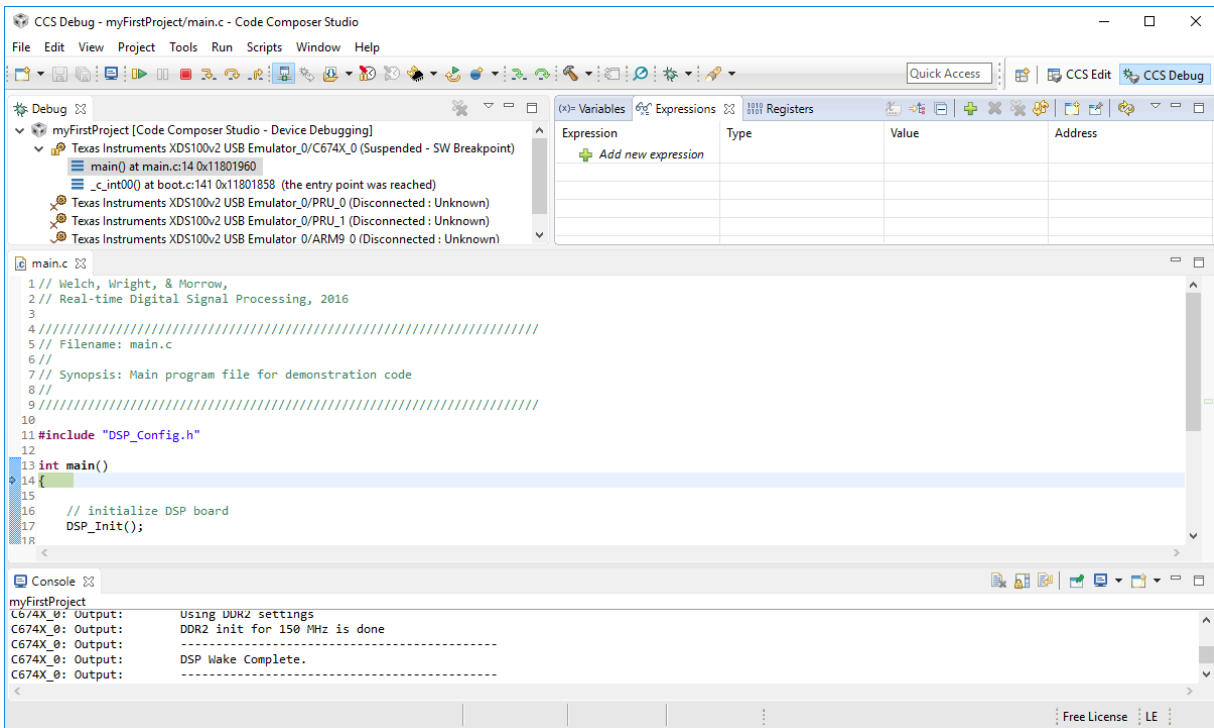 CCS Debug - myFirstProject/main.c - Code Composer Studio
File Edit View Project Tools Run Scripts Window Help
Quick Access CCS Edit CCS Debug
Debug
myFirstProject [Code Composer Studio - Device Debugging]
Texas Instruments XDS100v2 USB Emulator_0/C674X_0 (Suspended - SW Breakpoint)
main() at main.c:14 0x11801960
_c_int00() at boot.c:141 0x11801858 (the entry point was reached)
Texas Instruments XDS100v2 USB Emulator_0/PRU_0 (Disconnected : Unknown)
Texas Instruments XDS100v2 USB Emulator_0/PRU_1 (Disconnected : Unknown)
Texas Instruments XDS100v2 USB Emulator_0/ARM9_0 (Disconnected : Unknown)
(x)= Variables Expressions 1010 0101 Registers
Expression Type Value Address
Add new expression
main.c
1 // Welch, Wright, & Morrow,
2 // Real-time Digital Signal Processing, 2016
3
4 ///////////////////////////////////////////////////////////////////////
5 // Filename: main.c
6 //
7 // Synopsis: Main program file for demonstration code
8 //
9 ///////////////////////////////////////////////////////////////////////
10
11 #include "DSP_Config.h"
12
13 int main()
14 {
15
16 // initialize DSP board
17 DSP_Init();
18
Console
myFirstProject
C674X_0: Output: Using DDR2 settings
C674X_0: Output: DDR2 init for 150 MHz is done
C674X_0: Output: ---------------------------------------------
C674X_0: Output: DSP Wake Complete.
C674X_0: Output: ---------------------------------------------
Free License LE